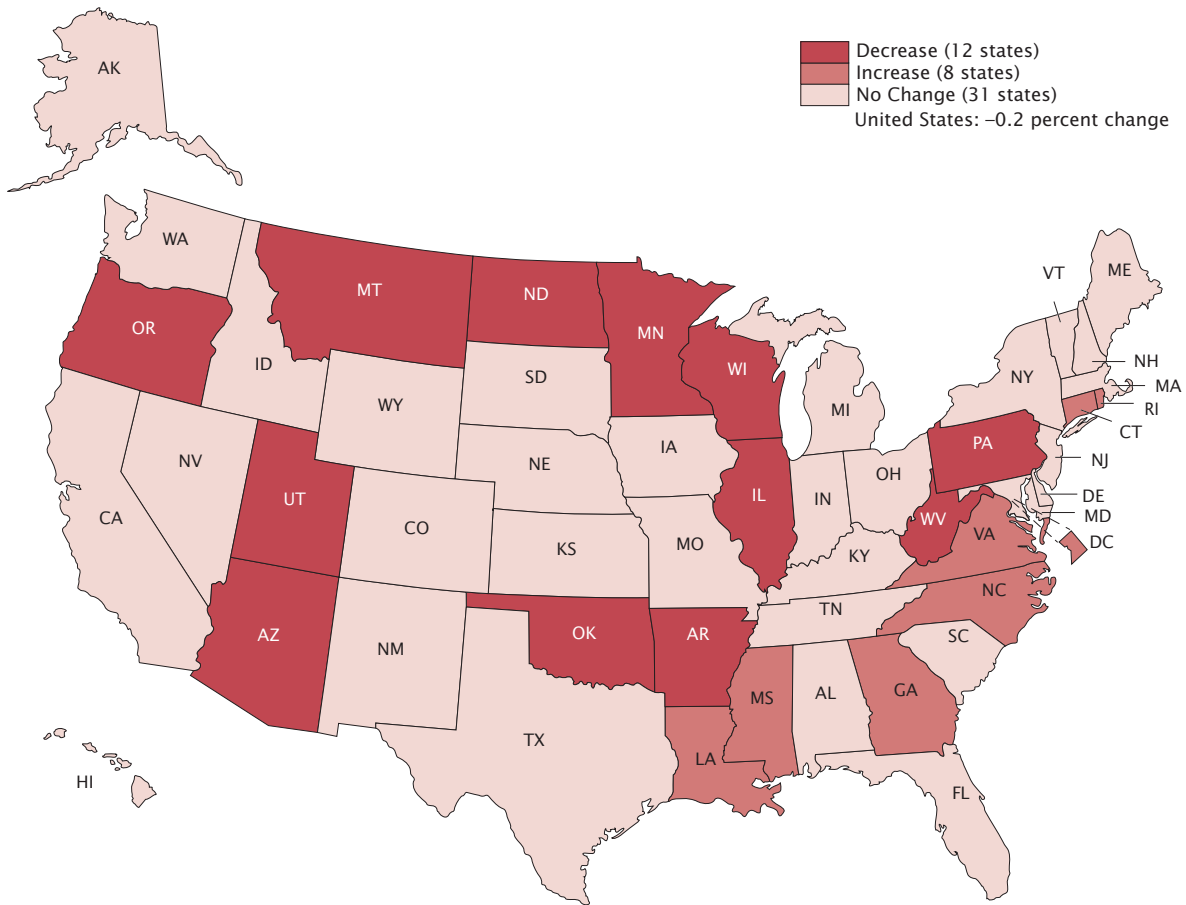 AK
Decrease (12 states)
Increase (8 states)
No Change (31 states)
United States: –0.2 percent change
WA
MT
ND
MN
VT
ME
OR
ID
SD
WI
NH
NY
MA
WY
MI
RI
CT
IA
PA
NV
NE
NJ
OH
UT
IL
IN
DE
CA
CO
WV
MD
MO
VA
DC
KS
KY
NC
TN
AZ
OK
AR
SC
NM
MS
AL
GA
TX
LA
HI
FL